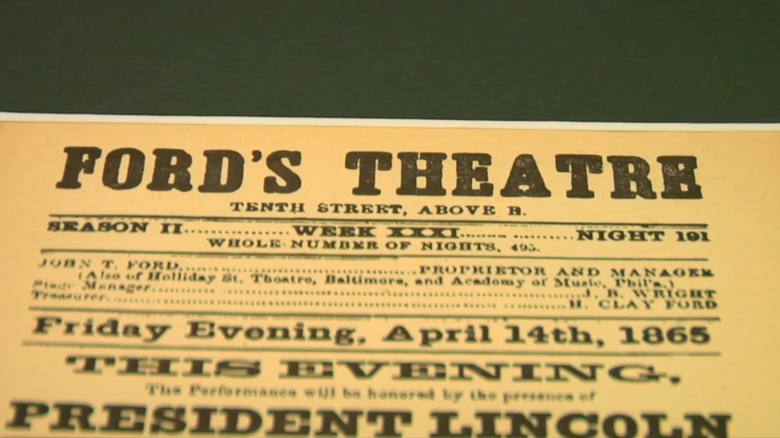 FORD'S THEATRE
TENTH STREET, ABOVE E.
SEASON II..............WEEK XXXI..............NIGHT 191
WHOLE NUMBER OF NIGHTS, 495.
JOHN T. FORD..............PROPRIETOR AND MANAGER
(Also of Holliday St. Theatre, Baltimore, and Academy of Music, Phil'a.)
Stage Manager..............J. B. WRIGHT
Treasurer..............H. CLAY FORD
Friday Evening, April 14th, 1865
THIS EVENING,
The Performance will be honored by the presence of
PRESIDENT LINCOLN